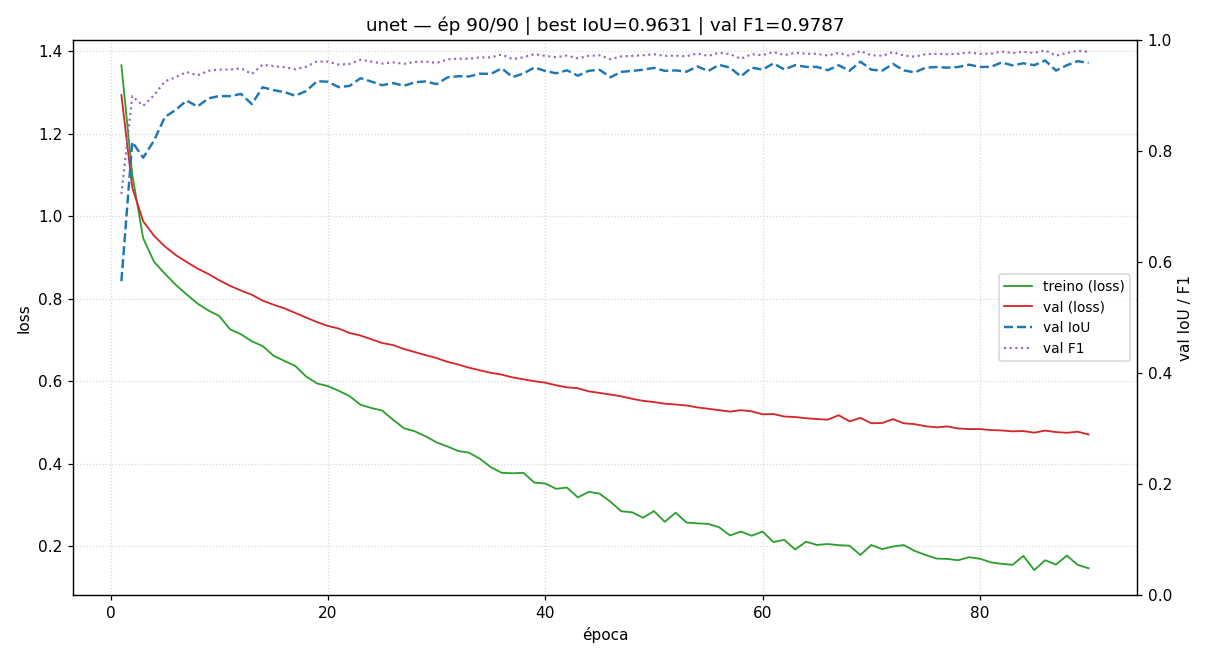 unet — ép 90/90 | best IoU=0.9631 | val F1=0.9787
1.4
1.2
1.0
0.8
0.6
0.4
0.2
loss
1.0
0.8
0.6
0.4
0.2
0.0
val IoU / F1
treino (loss)
val (loss)
val IoU
val F1
0
20
40
60
80
época